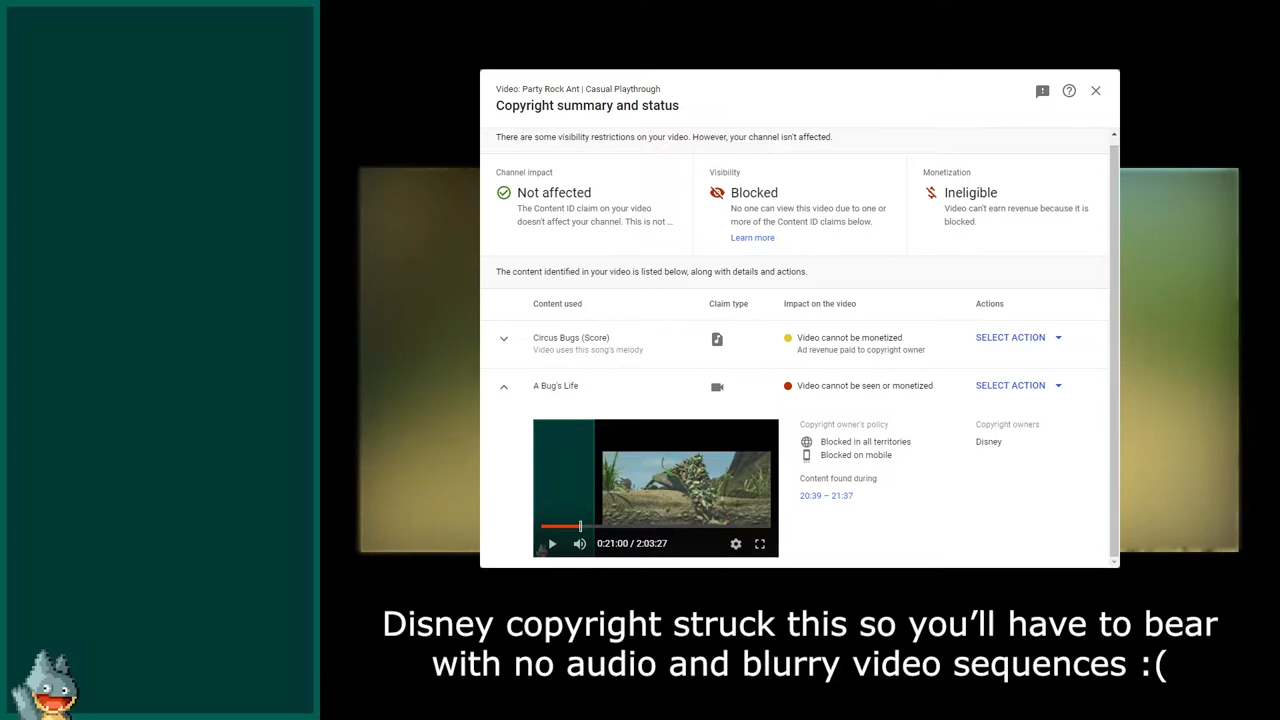 Video: Party Rock Ant | Casual Playthrough
Copyright summary and status
There are some visibility restrictions on your video. However, your channel isn't affected.
Channel impact
Not affected
The Content ID claim on your video
doesn't affect your channel. This is not ...
Visibility
Blocked
No one can view this video due to one or
more of the Content ID claims below.
Learn more
Monetization
Ineligible
Video can't earn revenue because it is
blocked.
The content identified in your video is listed below, along with details and actions.
Content used
Claim type
Impact on the video
Actions
Circus Bugs (Score)
Video uses this song's melody
Video cannot be monetized
Ad revenue paid to copyright owner
SELECT ACTION
A Bug's Life
Video cannot be seen or monetized
SELECT ACTION
0:21:00 / 2:03:27
Copyright owner's policy
Blocked in all territories
Blocked on mobile
Content found during
20:39 – 21:37
Copyright owners
Disney
Disney copyright struck this so you’ll have to bear
with no audio and blurry video sequences :(